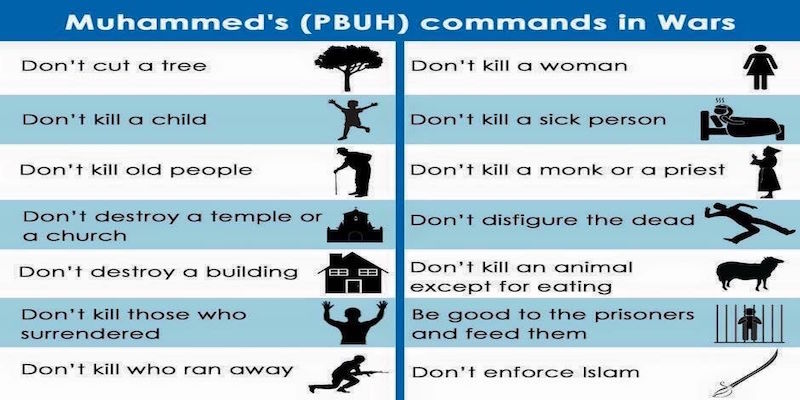 Muhammed's (PBUH) commands in Wars
Don't cut a tree
Don't kill a woman
Don't kill a child
Don't kill a sick person
Don't kill old people
Don't kill a monk or a priest
Don't destroy a temple or
a church
Don't disfigure the dead
Don't destroy a building
Don't kill an animal
except for eating
Don't kill those who
surrendered
Be good to the prisoners
and feed them
Don't kill who ran away
Don't enforce Islam